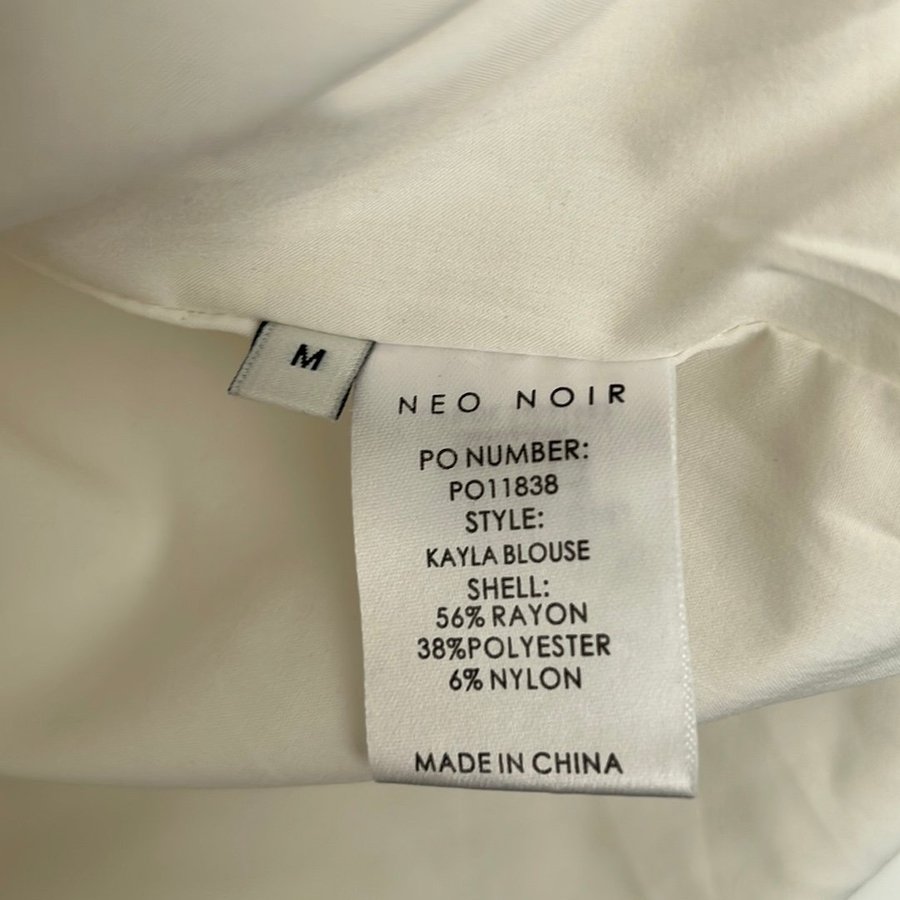 M
NEO NOIR
PO NUMBER:
PO11838
STYLE:
KAYLA BLOUSE
SHELL:
56% RAYON
38%POLYESTER
6% NYLON
MADE IN CHINA